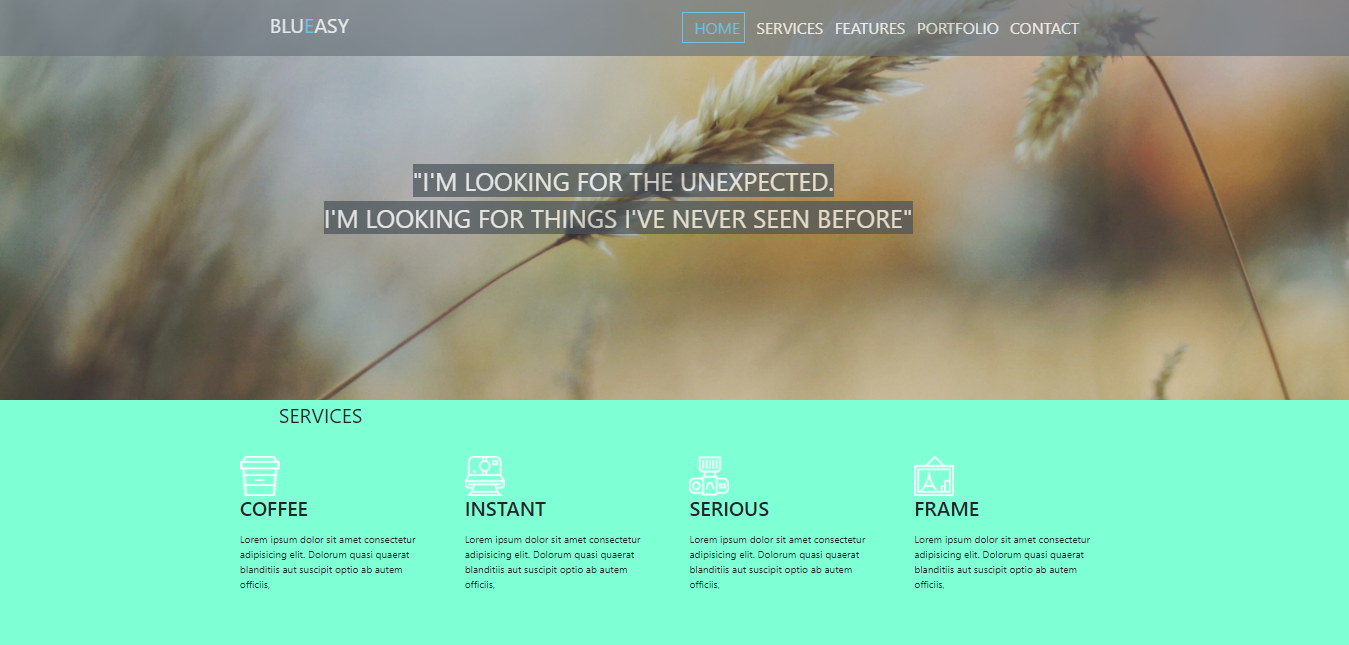 BLUEASY
HOME SERVICES FEATURES PORTFOLIO CONTACT
"I'M LOOKING FOR THE UNEXPECTED.
I'M LOOKING FOR THINGS I'VE NEVER SEEN BEFORE"
SERVICES
COFFEE
Lorem ipsum dolor sit amet consectetur
adipisicing elit. Dolorum quasi quaerat
blanditiis aut suscipit optio ab autem
officiis,
INSTANT
Lorem ipsum dolor sit amet consectetur
adipisicing elit. Dolorum quasi quaerat
blanditiis aut suscipit optio ab autem
officiis,
SERIOUS
Lorem ipsum dolor sit amet consectetur
adipisicing elit. Dolorum quasi quaerat
blanditiis aut suscipit optio ab autem
officiis,
FRAME
Lorem ipsum dolor sit amet consectetur
adipisicing elit. Dolorum quasi quaerat
blanditiis aut suscipit optio ab autem
officiis,